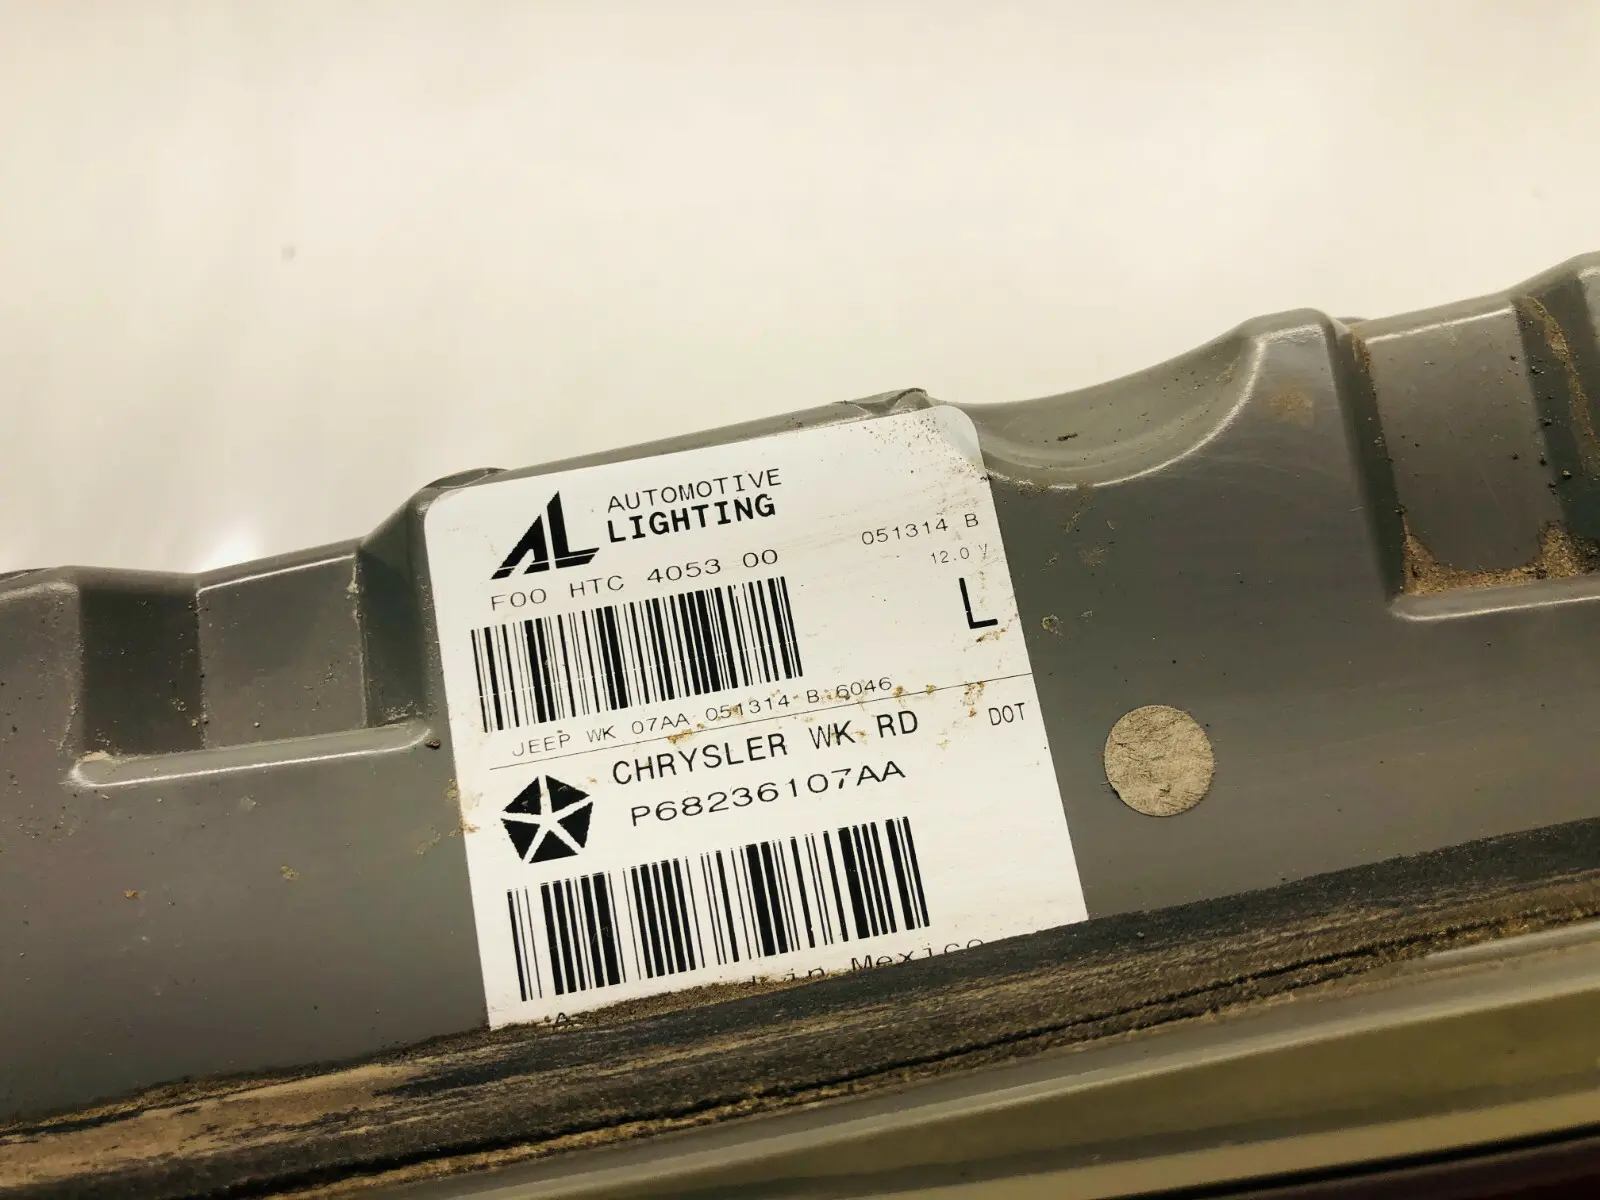 AUTOMOTIVE
LIGHTING
F00 HTC 4053 00
051314 B
12.0 V
L
JEEP WK 07AA 051314 B 6046
CHRYSLER WK RD
DOT
P68236107AA
in Mexico